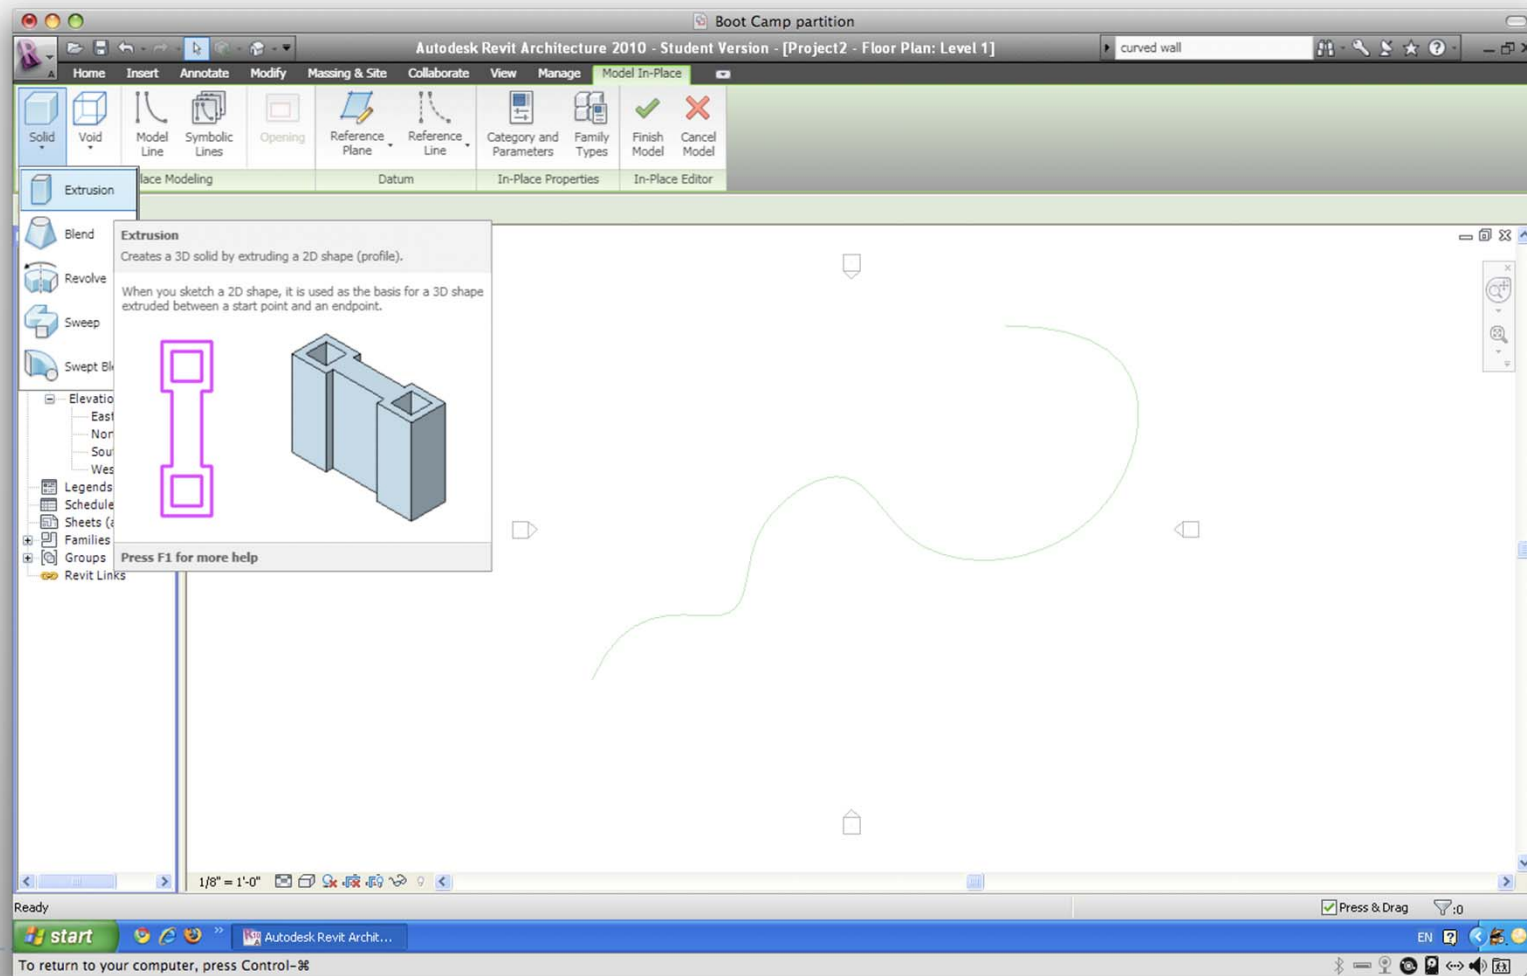 Boot Camp partition
Autodesk Revit Architecture 2010 - Student Version - [Project2 - Floor Plan: Level 1]
curved wall
Home Insert Annotate Modify Massing & Site Collaborate View Manage Model In-Place
Solid Void Model Line Symbolic Lines Opening Reference Plane Reference Line Category and Parameters Family Types Finish Model Cancel Model
lace Modeling Datum In-Place Properties In-Place Editor
Extrusion
Blend
Revolve
Sweep
Swept Bl
Extrusion
Creates a 3D solid by extruding a 2D shape (profile).
When you sketch a 2D shape, it is used as the basis for a 3D shape
extruded between a start point and an endpoint.
Press F1 for more help
Elevatio
East
Nor
Sou
Wes
Legends
Schedule
Sheets (a
Families
Groups
Revit Links
1/8" = 1'-0"
Ready
Press & Drag
:0
start
Autodesk Revit Archit...
EN
To return to your computer, press Control-⌘